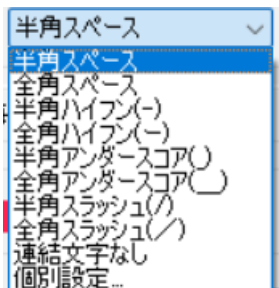 半角スペース
半角スペース
全角スペース
半角ハイフン(-)
全角ハイフン(－)
半角アンダースコア(_)
全角アンダースコア(＿)
半角スラッシュ(/)
全角スラッシュ(／)
連結文字なし
個別設定...